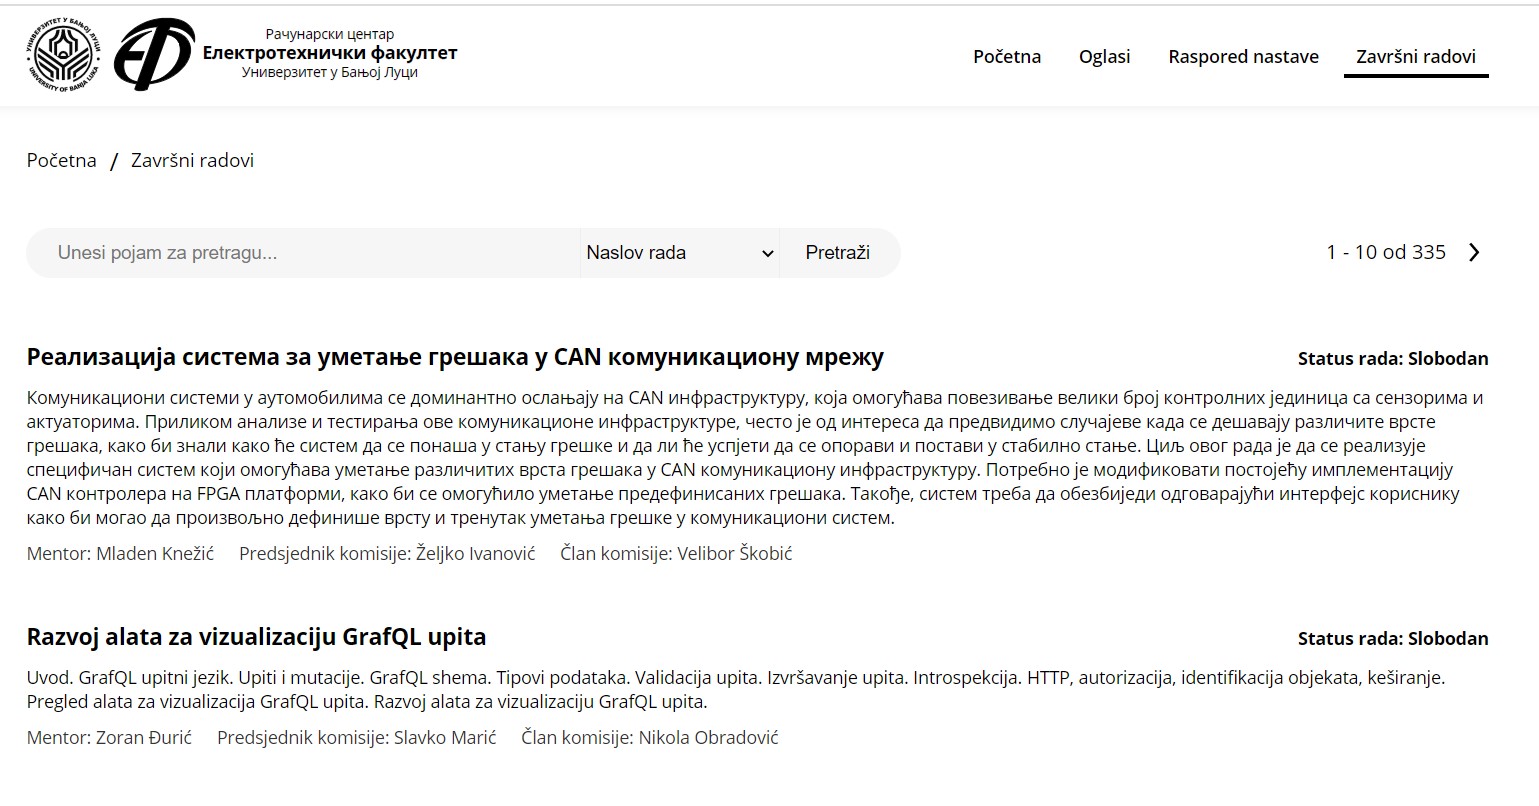 УНИВЕРЗИТЕТ У БАЊОЈ ЛУЦИ
UNIVERSITY OF BANJA LUKA
Рачунарски центар
Електротехнички факултет
Универзитет у Бањој Луци
Početna Oglasi Raspored nastave Završni radovi
Početna / Završni radovi
Unesi pojam za pretragu... Naslov rada Pretraži 1 - 10 od 335
Реализација система за уметање грешака у CAN комуникациону мрежу Status rada: Slobodan
Комуникациони системи у аутомобилима се доминантно ослањају на CAN инфраструктуру, која омогућава повезивање велики број контролних јединица са сензорима и
актуаторима. Приликом анализе и тестирања ове комуникационе инфраструктуре, често је од интереса да предвидимо случајеве када се дешавају различите врсте
грешака, како би знали како ће систем да се понаша у стању грешке и да ли ће успјети да се опорави и постави у стабилно стање. Циљ овог рада је да се реализује
специфичан систем који омогућава уметање различитих врста грешака у CAN комуникациону инфраструктуру. Потребно је модификовати постојећу имплементацију
CAN контролера на FPGA платформи, како би се омогућило уметање предефинисаних грешака. Такође, систем треба да обезбиједи одговарајући интерфејс кориснику
како би могао да произвољно дефинише врсту и тренутак уметања грешке у комуникациони систем.
Mentor: Mladen Knežić Predsjednik komisije: Željko Ivanović Član komisije: Velibor Škobić
Razvoj alata za vizualizaciju GrafQL upita Status rada: Slobodan
Uvod. GrafQL upitni jezik. Upiti i mutacije. GrafQL shema. Tipovi podataka. Validacija upita. Izvršavanje upita. Introspekcija. HTTP, autorizacija, identifikacija objekata, keširanje.
Pregled alata za vizualizacija GrafQL upita. Razvoj alata za vizualizaciju GrafQL upita.
Mentor: Zoran Đurić Predsjednik komisije: Slavko Marić Član komisije: Nikola Obradović